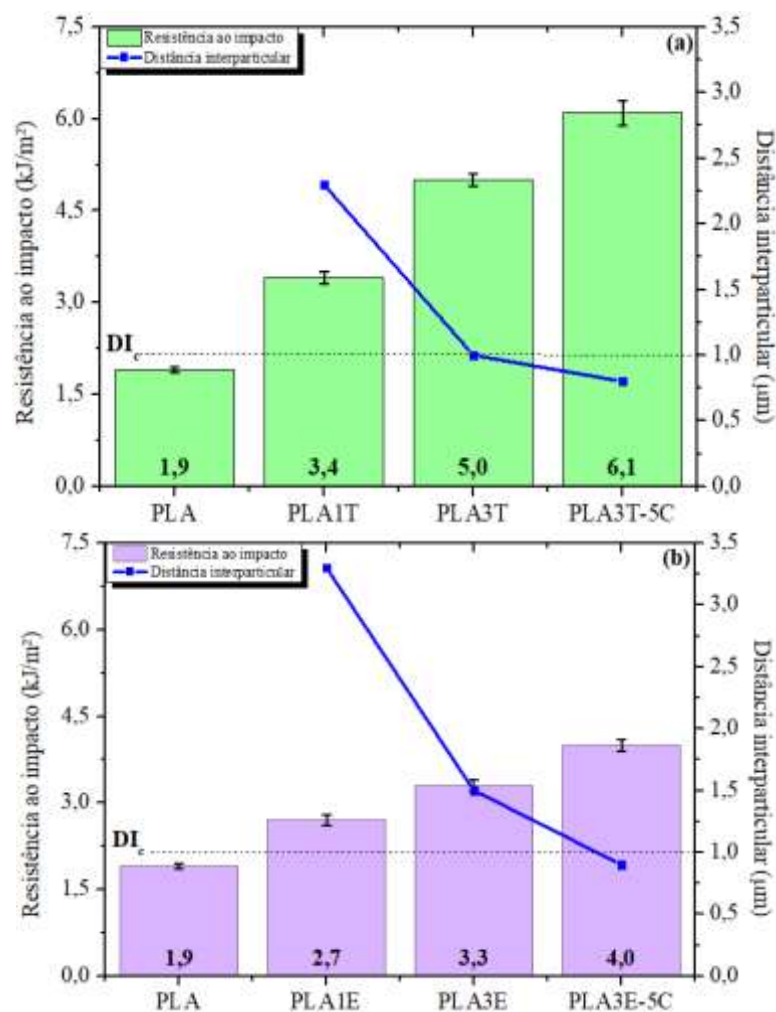 Resistência ao impacto
Distância interparticular
(a)
Resistência ao impacto (kJ/m²)
7,5
6,0
4,5
3,0
1,5
0,0
DIc
1,9
3,4
5,0
6,1
PLA
PLA1T
PLA3T
PLA3T-5C
3,5
3,0
2,5
2,0
1,5
1,0
0,5
0,0
Distância interparticular (μm)
Resistência ao impacto
Distância interparticular
(b)
Resistência ao impacto (kJ/m²)
7,5
6,0
4,5
3,0
1,5
0,0
DIc
1,9
2,7
3,3
4,0
PLA
PLA1E
PLA3E
PLA3E-5C
3,5
3,0
2,5
2,0
1,5
1,0
0,5
0,0
Distância interparticular (μm)